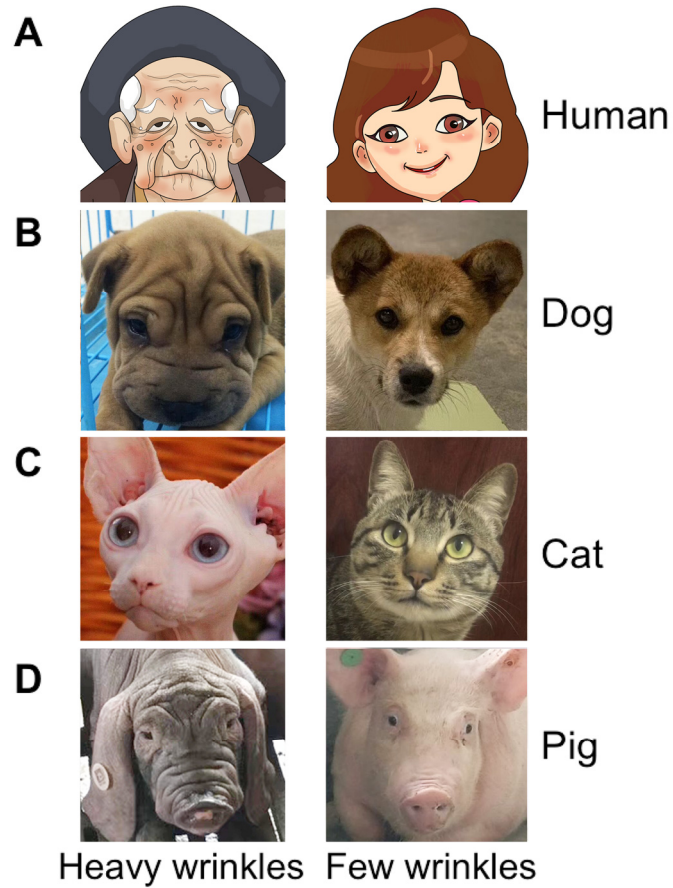 A
Human
B
Dog
C
Cat
D
Pig
Heavy wrinkles
Few wrinkles